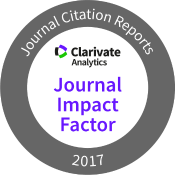 Journal Citation Reports
Clarivate
Analytics
Journal
Impact
Factor
2017